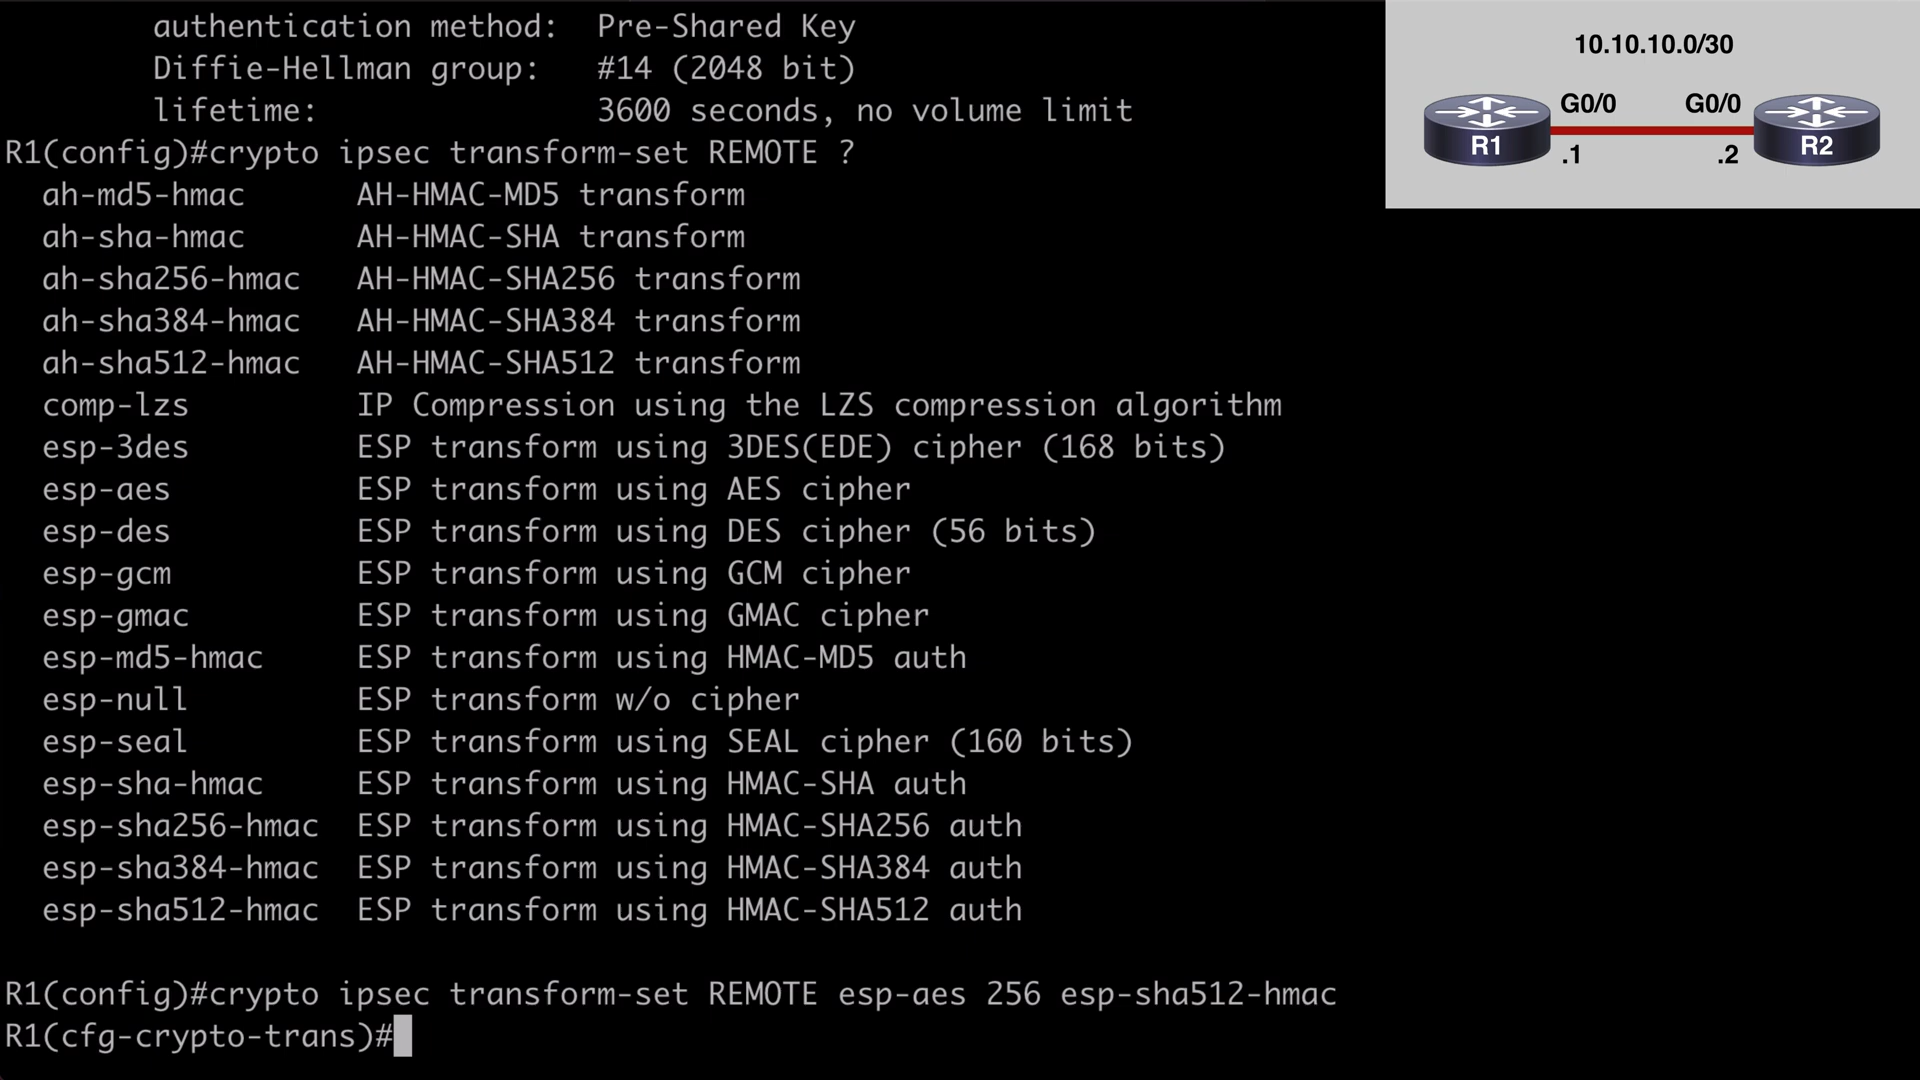 authentication method:  Pre-Shared Key
Diffie-Hellman group:   #14 (2048 bit)
lifetime:               3600 seconds, no volume limit
R1(config)#crypto ipsec transform-set REMOTE ?
ah-md5-hmac      AH-HMAC-MD5 transform
ah-sha-hmac      AH-HMAC-SHA transform
ah-sha256-hmac   AH-HMAC-SHA256 transform
ah-sha384-hmac   AH-HMAC-SHA384 transform
ah-sha512-hmac   AH-HMAC-SHA512 transform
comp-lzs         IP Compression using the LZS compression algorithm
esp-3des         ESP transform using 3DES(EDE) cipher (168 bits)
esp-aes          ESP transform using AES cipher
esp-des          ESP transform using DES cipher (56 bits)
esp-gcm          ESP transform using GCM cipher
esp-gmac         ESP transform using GMAC cipher
esp-md5-hmac     ESP transform using HMAC-MD5 auth
esp-null         ESP transform w/o cipher
esp-seal         ESP transform using SEAL cipher (160 bits)
esp-sha-hmac     ESP transform using HMAC-SHA auth
esp-sha256-hmac  ESP transform using HMAC-SHA256 auth
esp-sha384-hmac  ESP transform using HMAC-SHA384 auth
esp-sha512-hmac  ESP transform using HMAC-SHA512 auth
R1(config)#crypto ipsec transform-set REMOTE esp-aes 256 esp-sha512-hmac
R1(cfg-crypto-trans)#
10.10.10.0/30
G0/0 G0/0
R1 R2
.1 .2